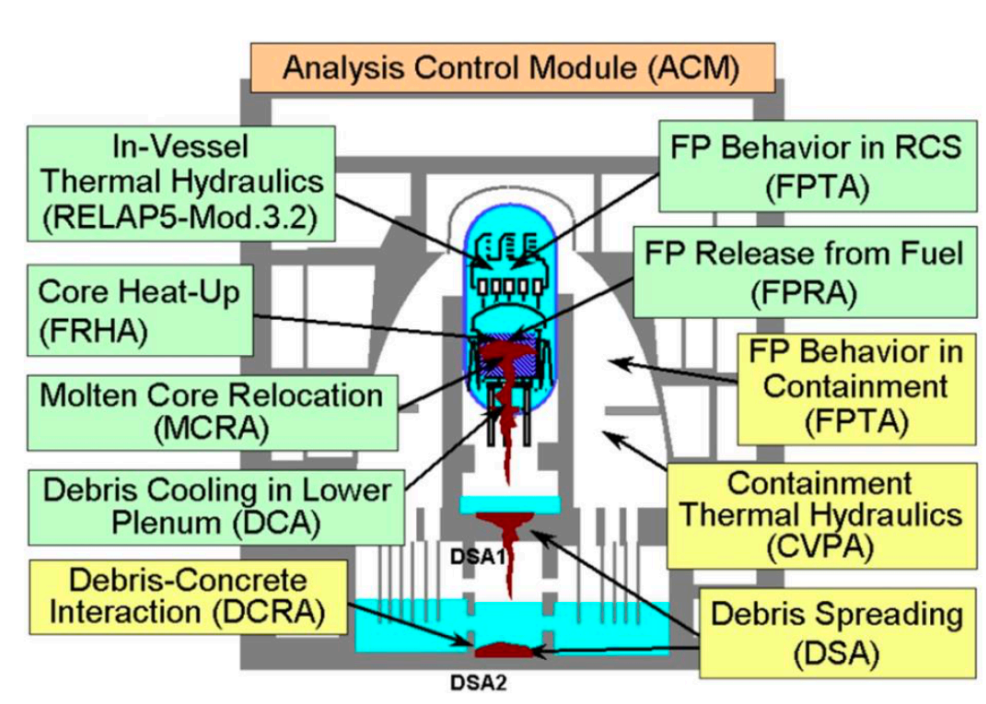 Analysis Control Module (ACM)
In-Vessel
Thermal Hydraulics
(RELAP5-Mod.3.2)
Core Heat-Up
(FRHA)
Molten Core Relocation
(MCRA)
Debris Cooling in Lower
Plenum (DCA)
Debris-Concrete
Interaction (DCRA)
FP Behavior in RCS
(FPTA)
FP Release from Fuel
(FPRA)
FP Behavior in
Containment
(FPTA)
Containment
Thermal Hydraulics
(CVPA)
Debris Spreading
(DSA)
DSA1
DSA2